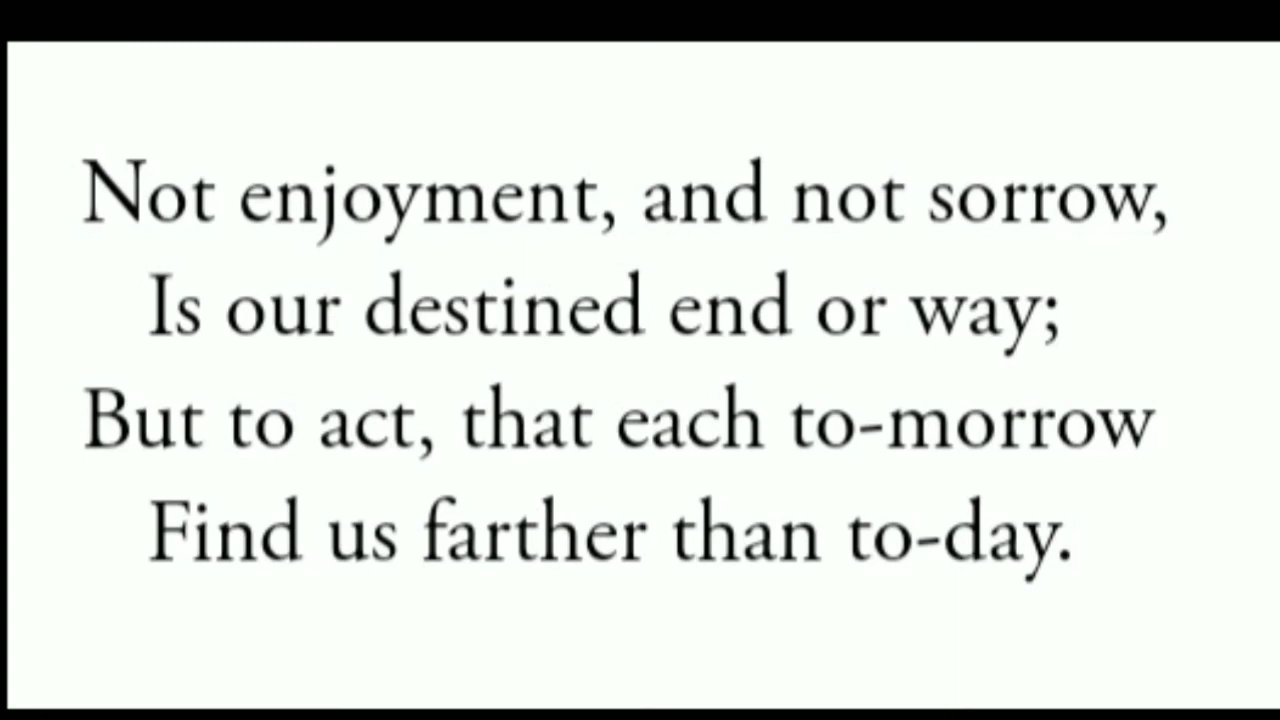 Not enjoyment, and not sorrow,
Is our destined end or way;
But to act, that each to-morrow
Find us farther than to-day.